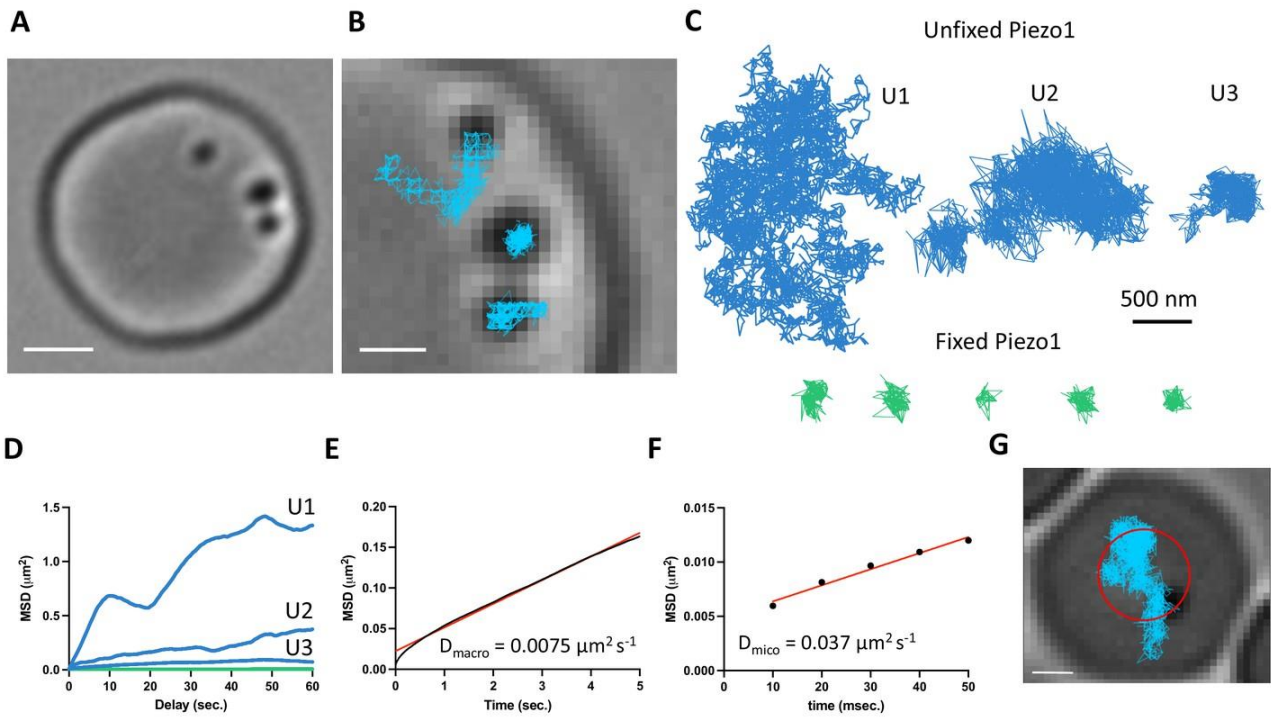 A
B
C
Unfixed Piezo1
U1
U2
U3
500 nm
Fixed Piezo1
D
E
F
G
1.5
1.0
0.5
0.0
MSD (μm²)
U1
U2
U3
0 10 20 30 40 50 60
Delay (sec.)
0.20
0.15
0.10
0.05
0.00
MSD (μm²)
Dmacro = 0.0075 μm² s-1
0 1 2 3 4 5
Time (sec.)
0.015
0.010
0.005
0.000
MSD (μm²)
Dmico = 0.037 μm² s-1
0 10 20 30 40 50
time (msec.)